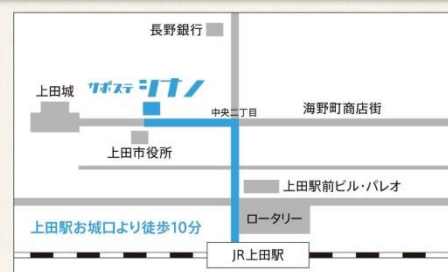 長野銀行
サポステ シナノ
上田城
中央二丁目
海野町商店街
上田市役所
上田駅前ビル・パレオ
上田駅お城口より徒歩10分
ロータリー
JR上田駅